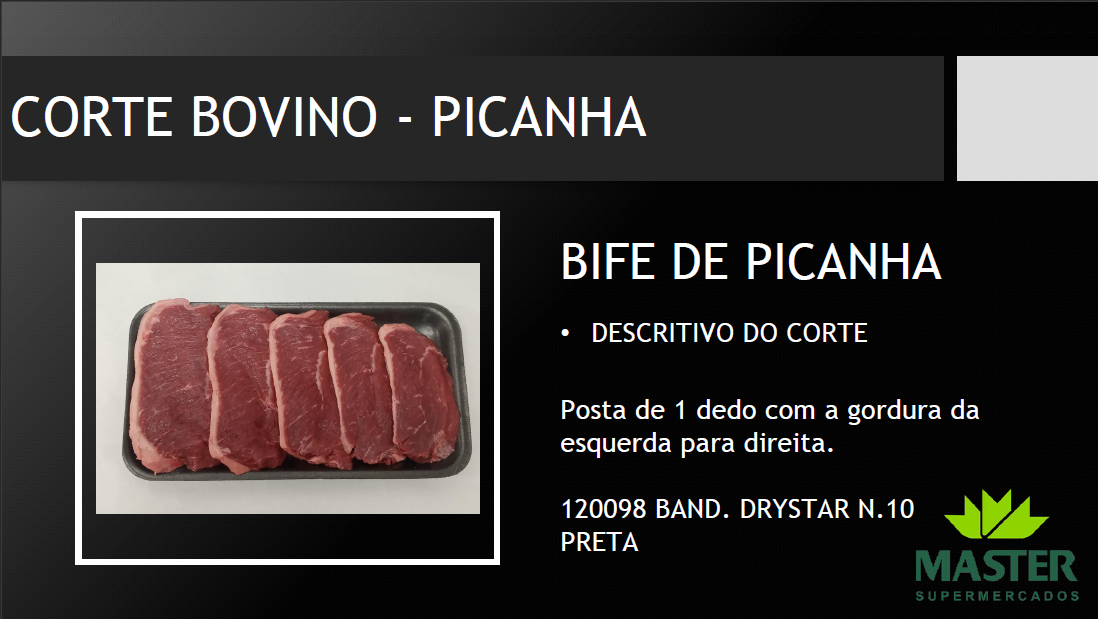 CORTE BOVINO - PICANHA
BIFE DE PICANHA
• DESCRITIVO DO CORTE
Posta de 1 dedo com a gordura da
esquerda para direita.
120098 BAND. DRYSTAR N.10
PRETA
MASTER
SUPERMERCADOS